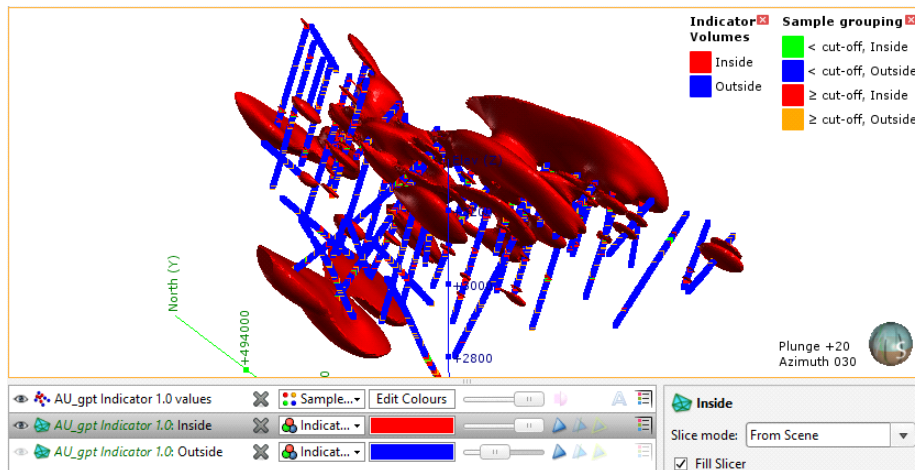 Indicator Volumes
Inside
Outside
Sample grouping
< cut-off, Inside
< cut-off, Outside
≥ cut-off, Inside
≥ cut-off, Outside
North (Y)
+494000
+2800
Plunge +20
Azimuth 030
S
AU_gpt Indicator 1.0 values
Sample...
Edit Colours
A
AU_gpt Indicator 1.0: Inside
Indicat...
AU_gpt Indicator 1.0: Outside
Indicat...
Inside
Slice mode: From Scene
Fill Slicer